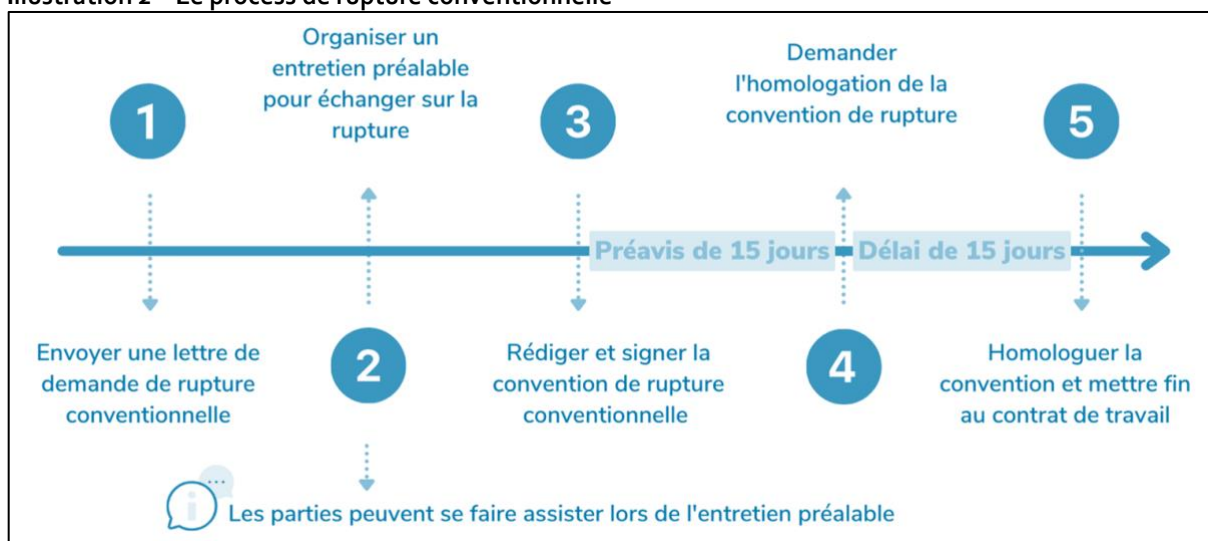 Illustration 2 – Le process de rupture conventionnelle
Organiser un
entretien préalable
pour échanger sur la
rupture
Demander
l'homologation de la
convention de rupture
1
3
5
Préavis de 15 jours
Délai de 15 jours
Envoyer une lettre de
demande de rupture
conventionnelle
2
Rédiger et signer la
convention de rupture
conventionnelle
4
Homologuer la
convention et mettre fin
au contrat de travail
i
Les parties peuvent se faire assister lors de l'entretien préalable